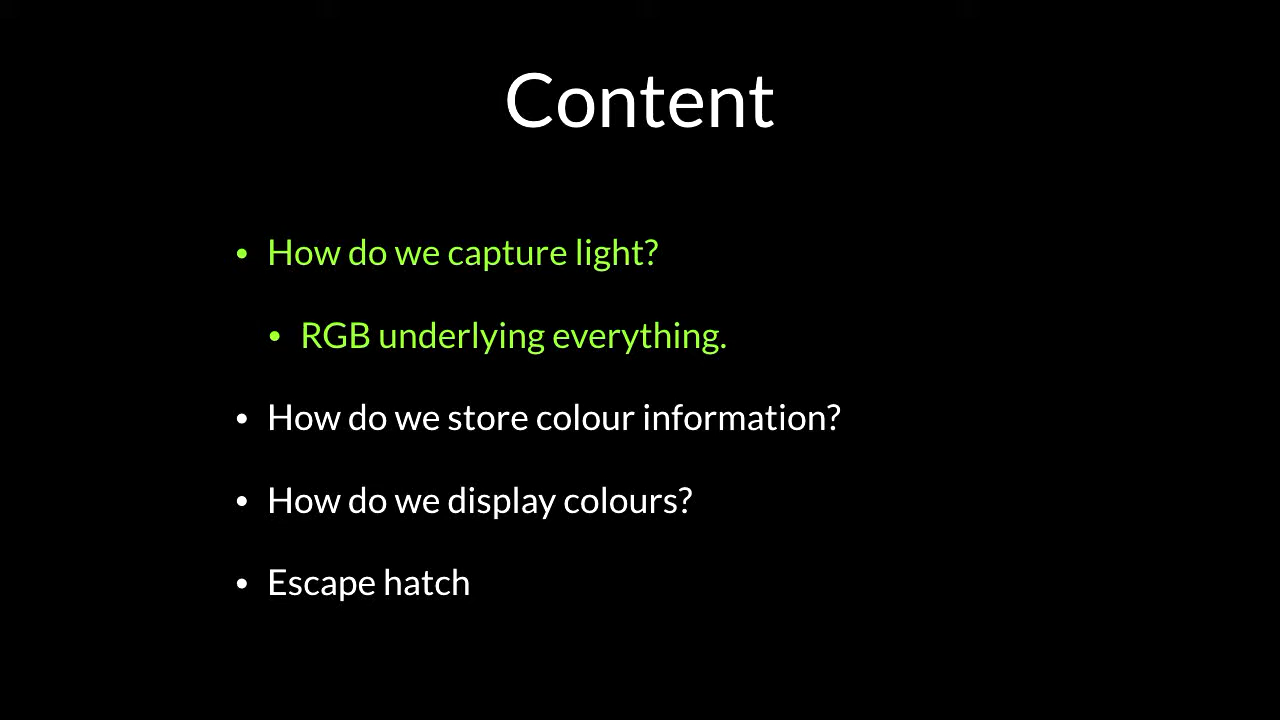 Content
• How do we capture light?
• RGB underlying everything.
• How do we store colour information?
• How do we display colours?
• Escape hatch